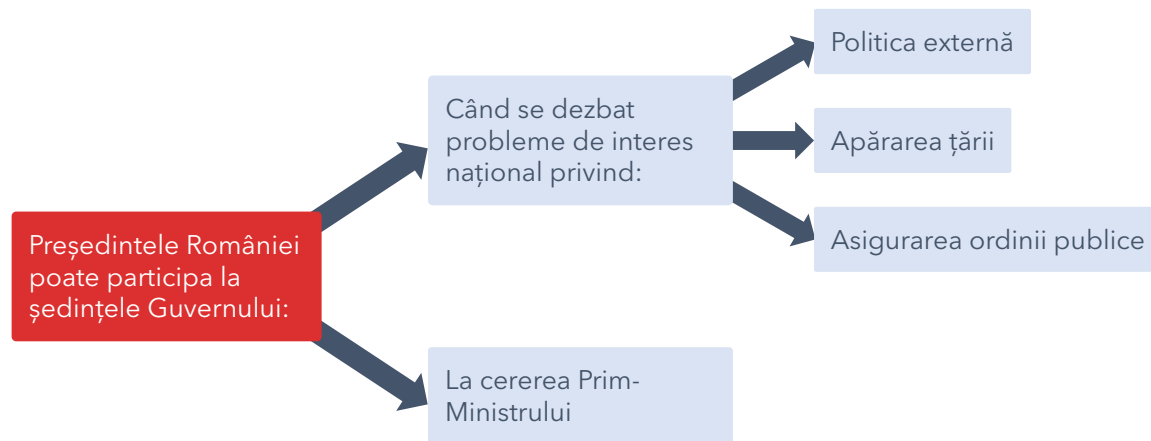 Președintele României
poate participa la
ședințele Guvernului:
Când se dezbat
probleme de interes
național privind:
Politica externă
Apărarea țării
Asigurarea ordinii publice
La cererea Prim-
Ministrului